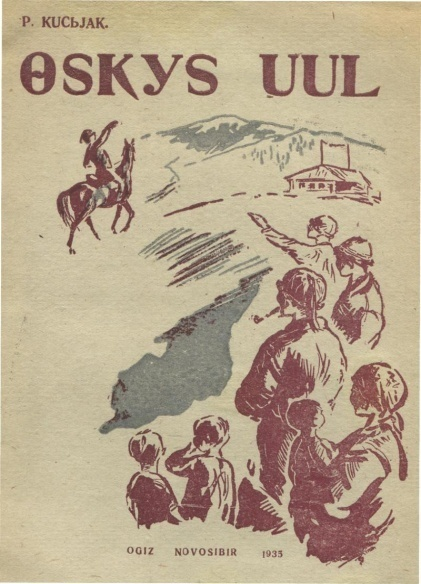 P. KUCЬJAK.
ƟSKYS UUL
OGIZ NOVOSIBIR 1935